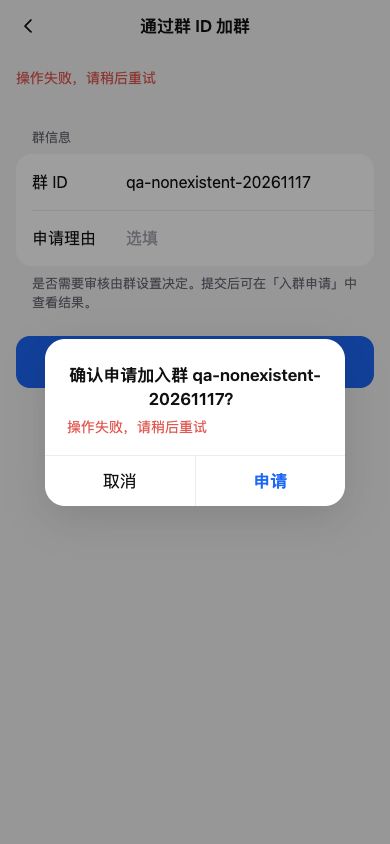 通过群 ID 加群
操作失败，请稍后重试
群信息
群 ID
qa-nonexistent-20261117
申请理由
选填
是否需要审核由群设置决定。提交后可在「入群申请」中
查看结果。
确认申请加入群 qa-nonexistent-
20261117?
操作失败，请稍后重试
取消
申请